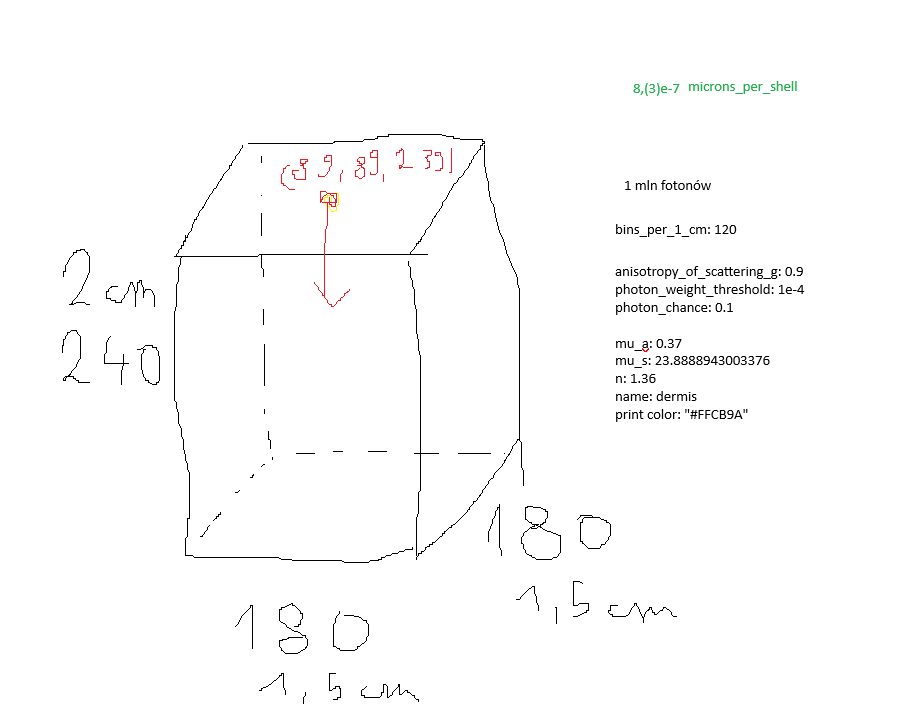 8,(3)e-7 microns_per_shell
(89, 89, 239)
1 mln fotonów
bins_per_1_cm: 120
2 cm
240
anisotropy_of_scattering_g: 0.9
photon_weight_threshold: 1e-4
photon_chance: 0.1
mu_a: 0.37
mu_s: 23.8888943003376
n: 1.36
name: dermis
print color: "#FFCB9A"
180
1,5 cm
180
1,5 cm